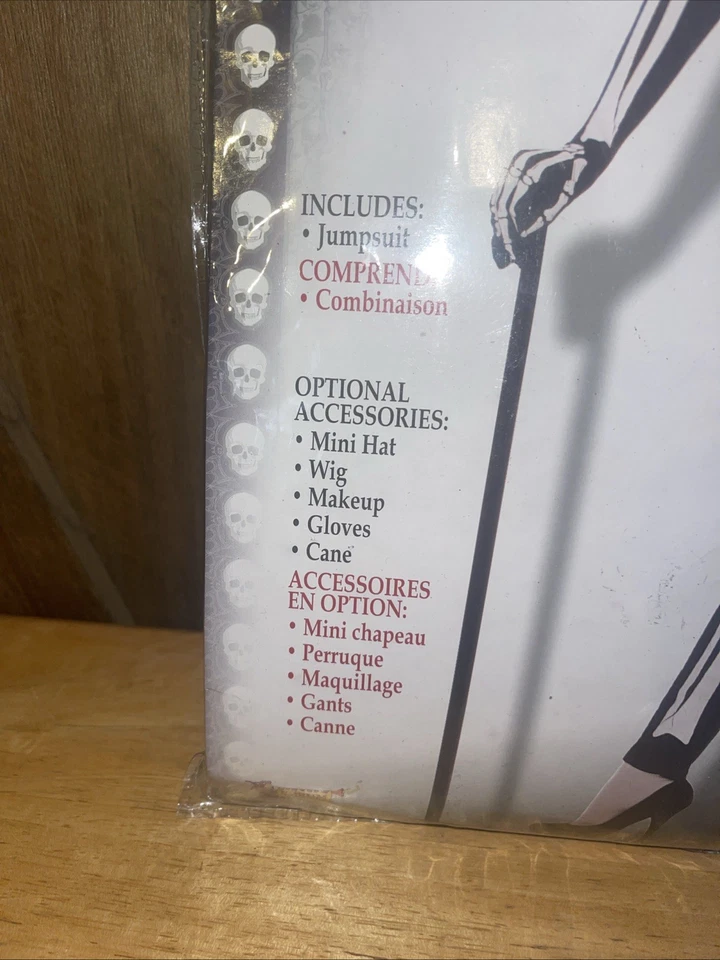 INCLUDES:
• Jumpsuit
COMPREND:
• Combinaison
OPTIONAL
ACCESSORIES:
• Mini Hat
• Wig
• Makeup
• Gloves
• Cane
ACCESSOIRES
EN OPTION:
• Mini chapeau
• Perruque
• Maquillage
• Gants
• Canne